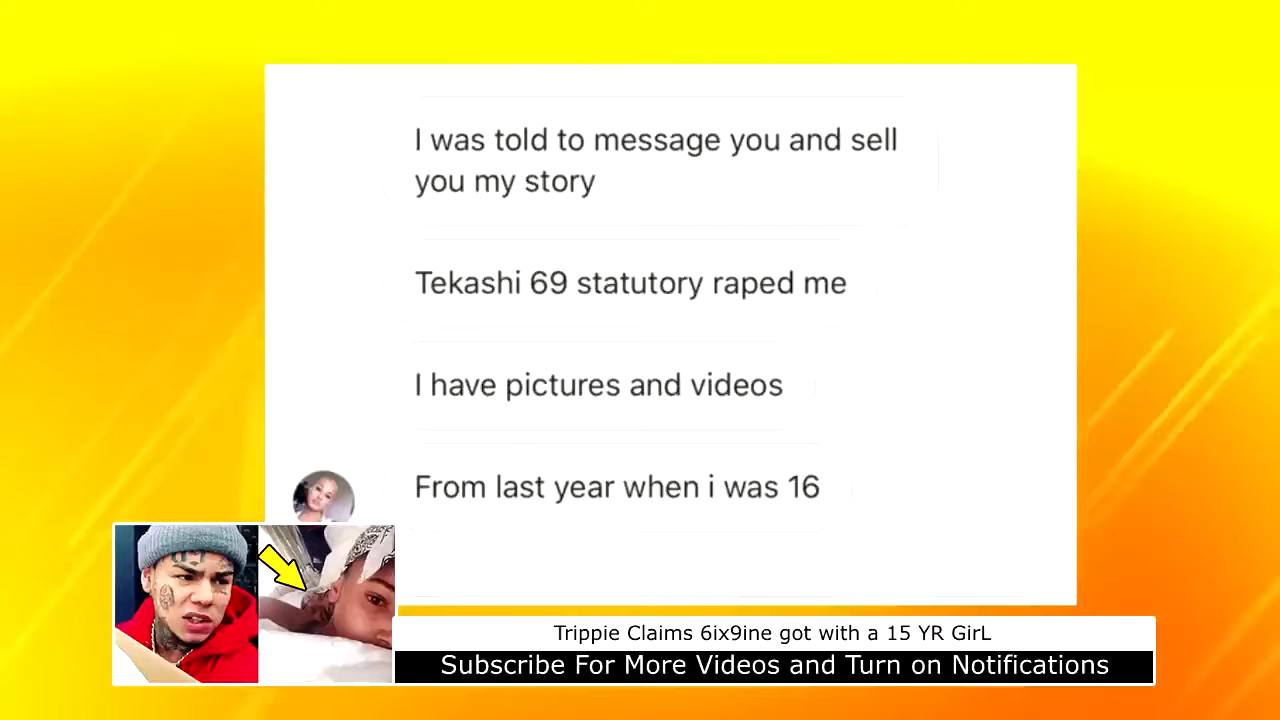 I was told to message you and sell
you my story
Tekashi 69 statutory raped me
I have pictures and videos
From last year when i was 16
Trippie Claims 6ix9ine got with a 15 YR GirL
Subscribe For More Videos and Turn on Notifications